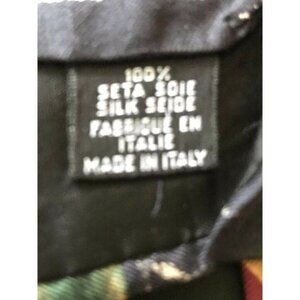 100%
SETA SOIE
SILK SEIDE
FABRIQUÉ EN
ITALIE
MADE IN ITALY